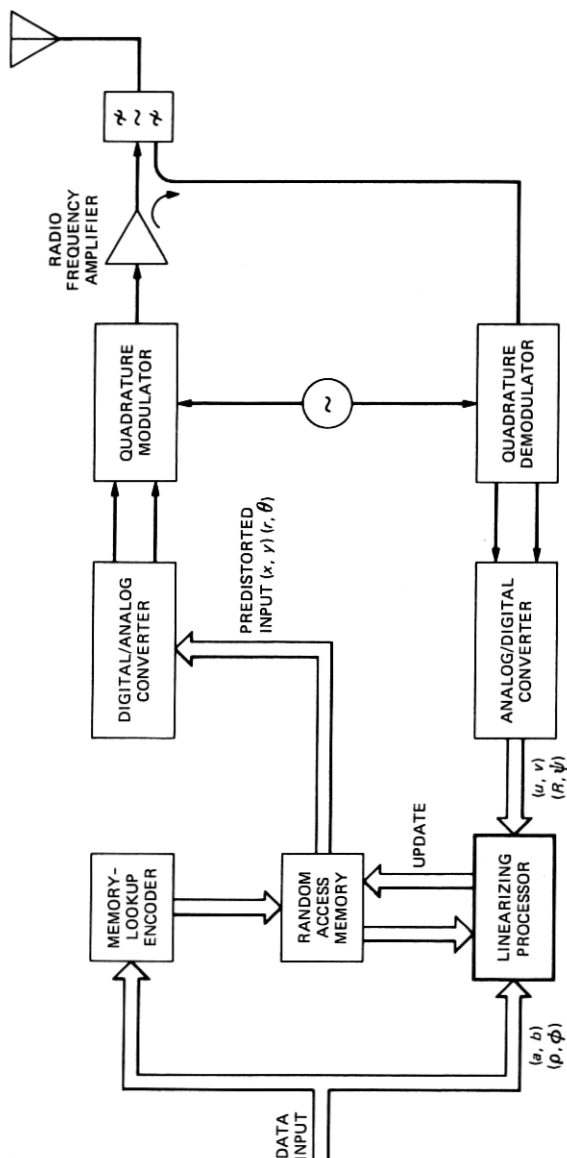 DATA
INPUT
MEMORY-
LOOKUP
ENCODER
RANDOM
ACCESS
MEMORY
UPDATE
LINEARIZING
PROCESSOR
(a, b)
(ρ, ϕ)
PREDISTORTED
INPUT (x, v) (r, θ)
DIGITAL/ANALOG
CONVERTER
(u, v)
(R, ψ)
ANALOG/DIGITAL
CONVERTER
QUADRATURE
MODULATOR
~
QUADRATURE
DEMODULATOR
RADIO
FREQUENCY
AMPLIFIER